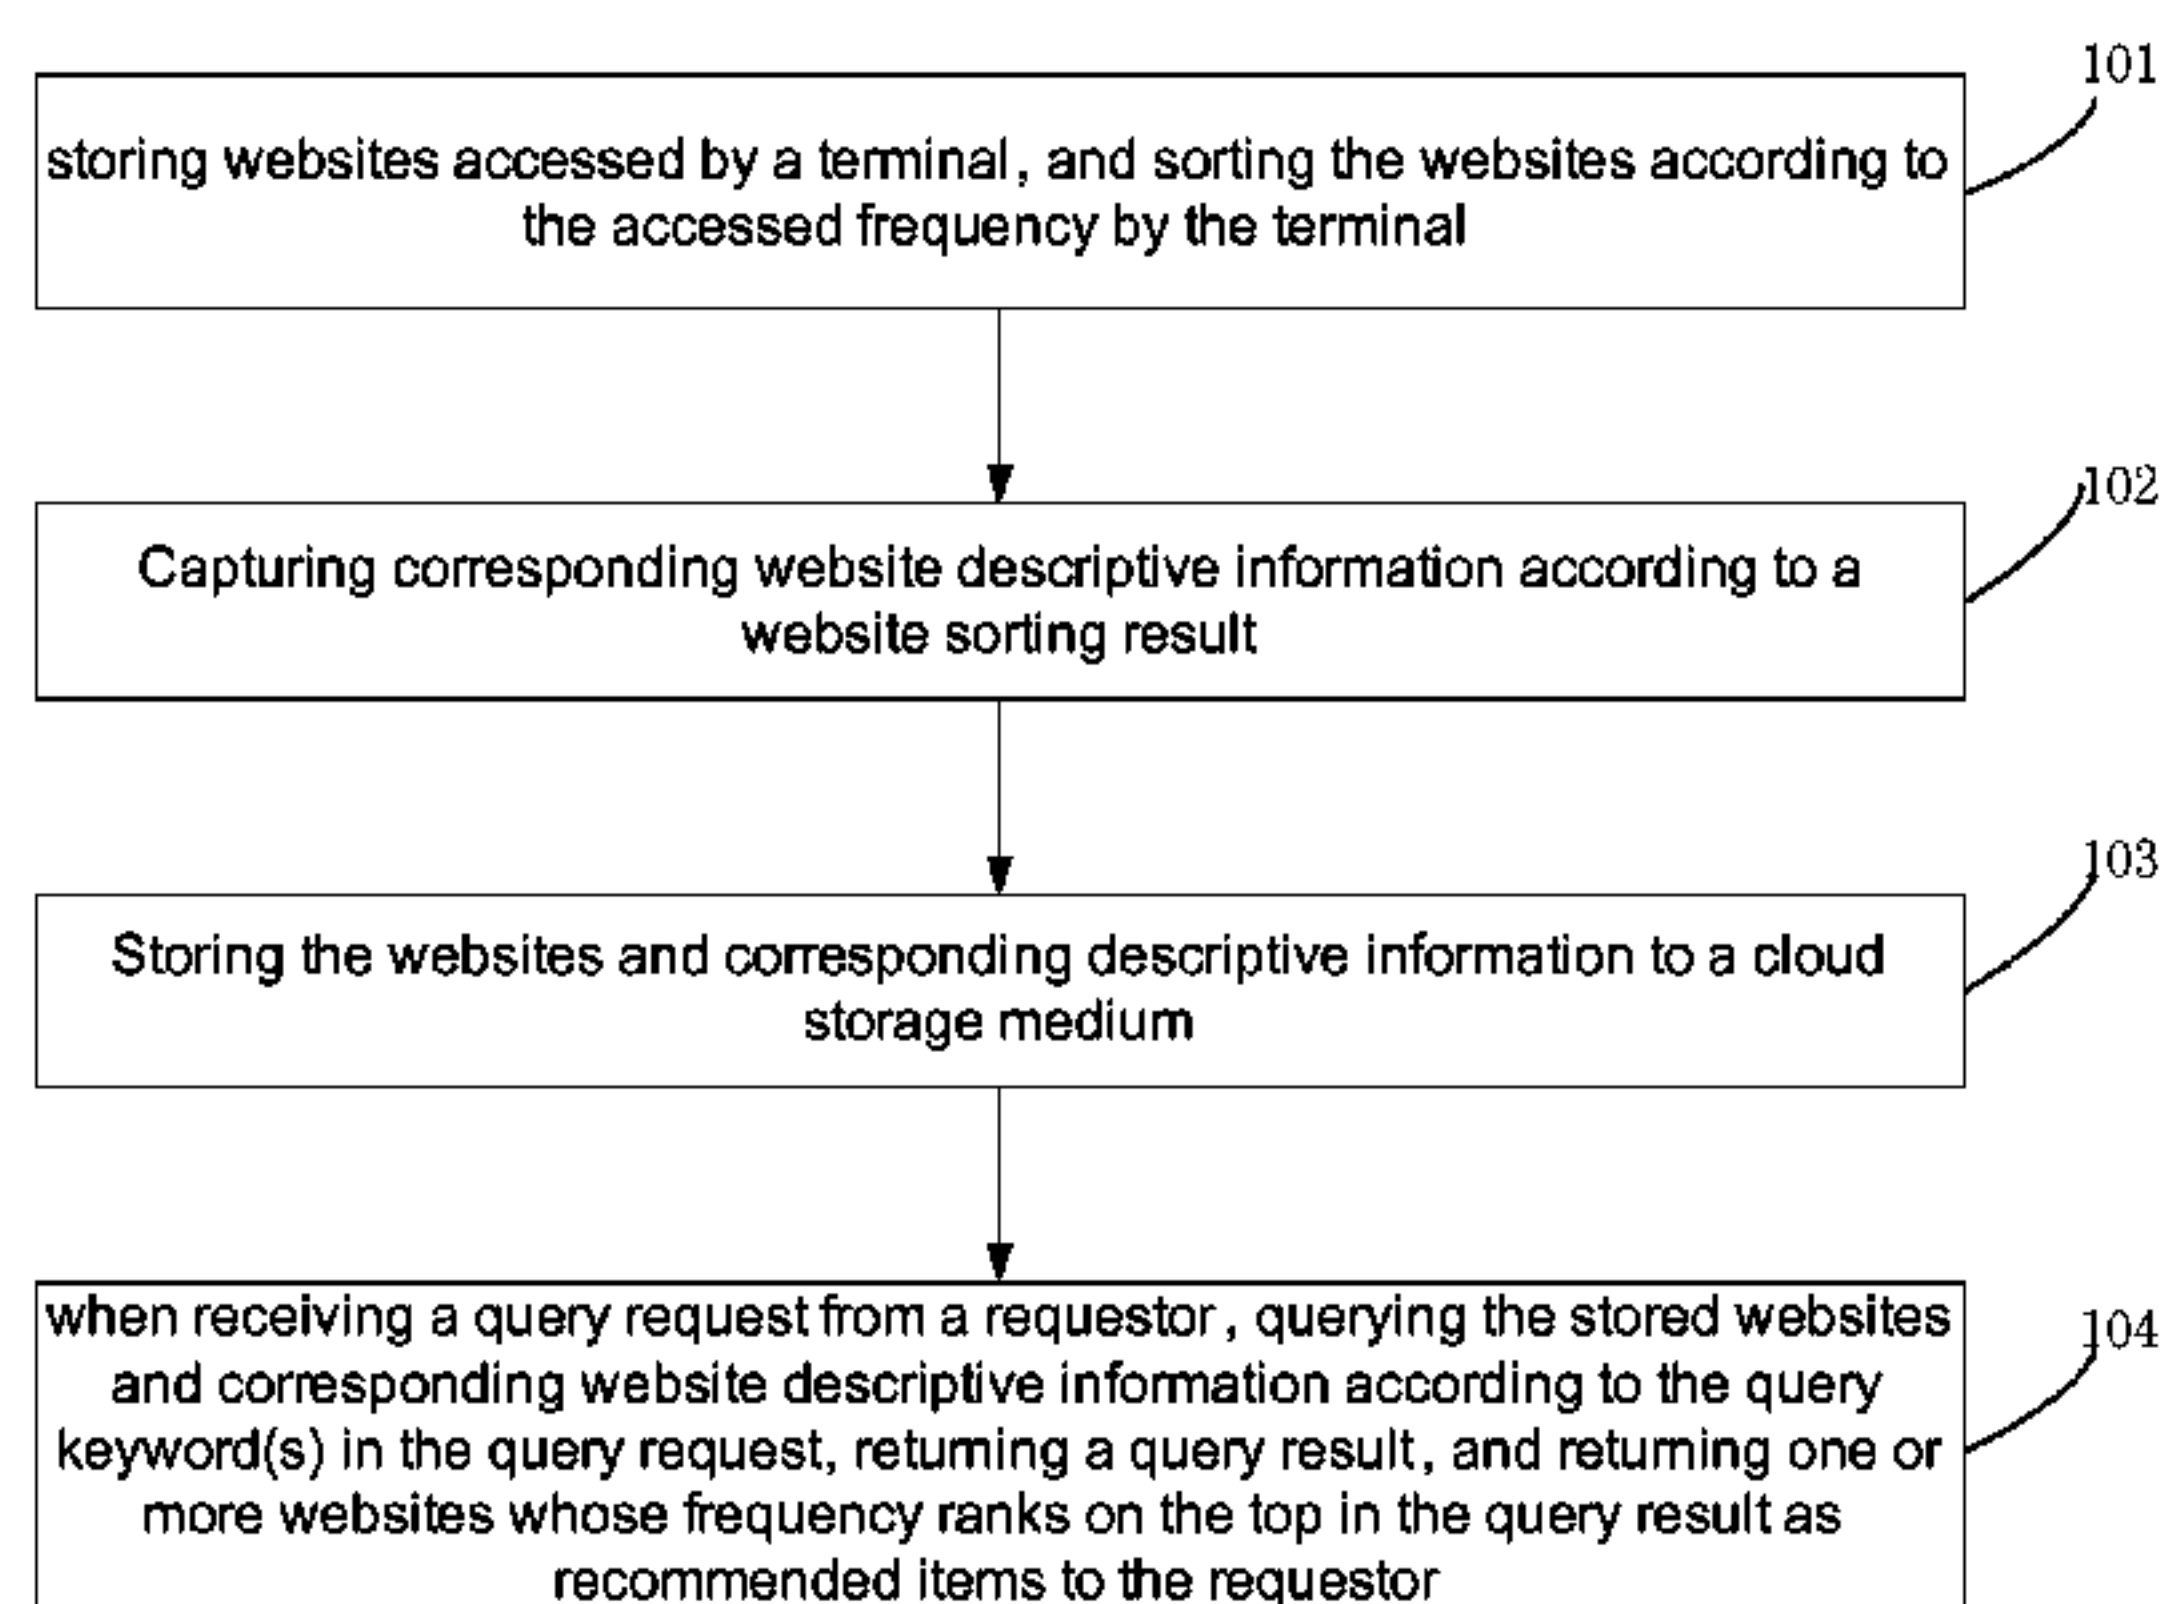 101
storing websites accessed by a terminal, and sorting the websites according to
the accessed frequency by the terminal
102
Capturing corresponding website descriptive information according to a
website sorting result
103
Storing the websites and corresponding descriptive information to a cloud
storage medium
104
when receiving a query request from a requestor, querying the stored websites
and corresponding website descriptive information according to the query
keyword(s) in the query request, returning a query result, and returning one or
more websites whose frequency ranks on the top in the query result as
recommended items to the requestor